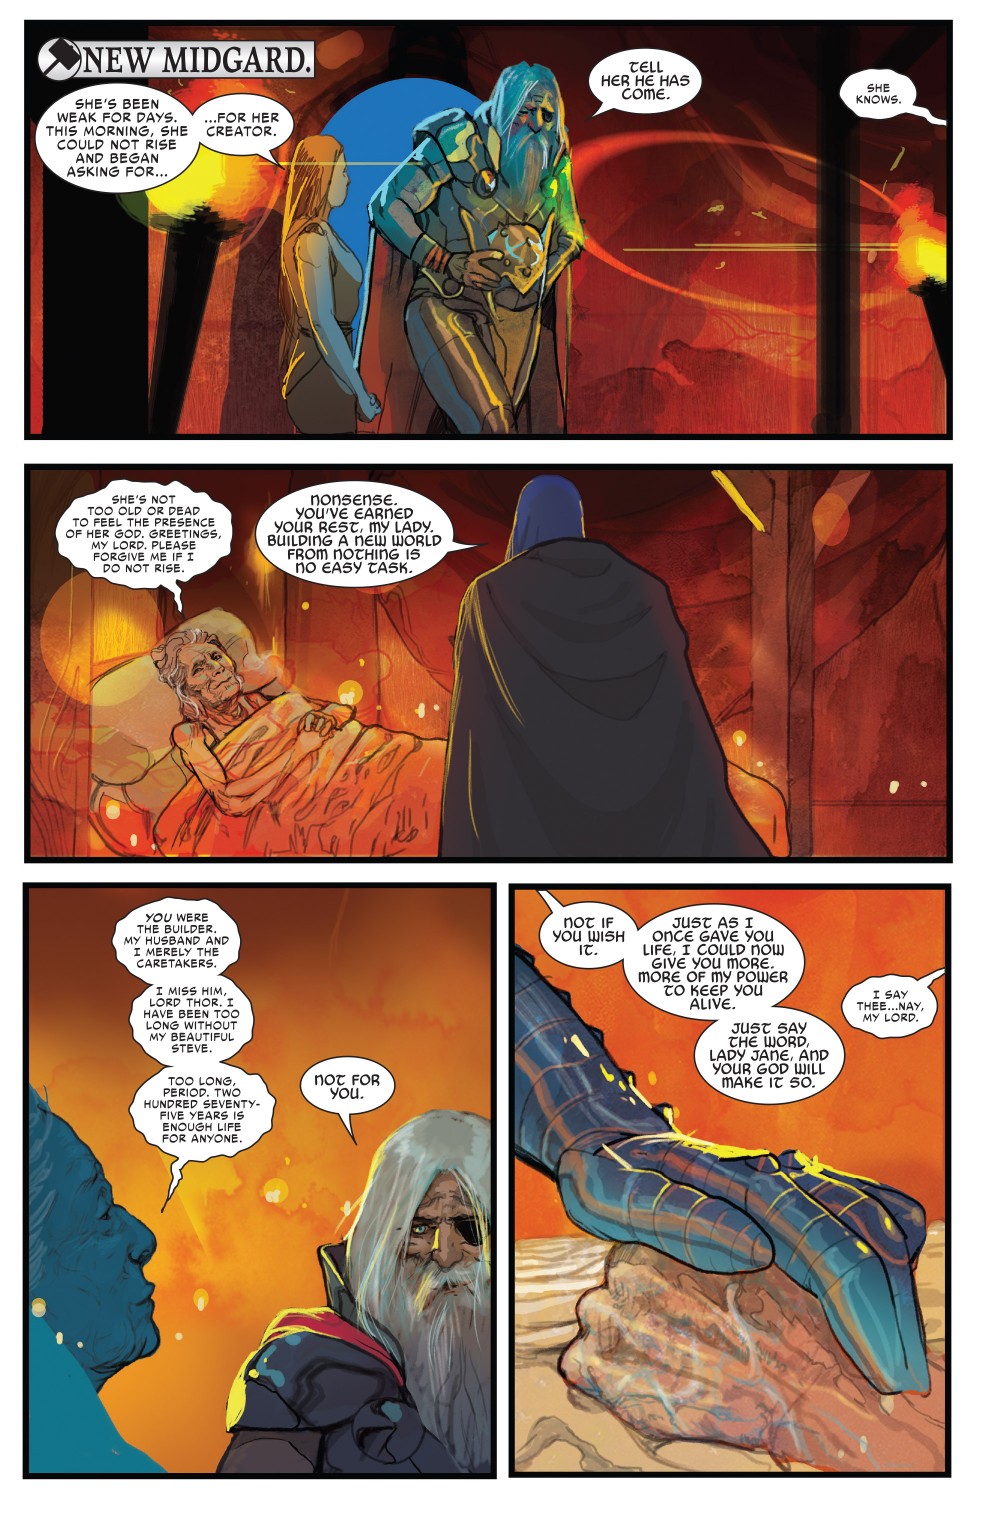 NEW MIDGARD.
SHE'S BEEN
WEAK FOR DAYS.
THIS MORNING, SHE
COULD NOT RISE
AND BEGAN
ASKING FOR...
...FOR HER
CREATOR.
TELL
HER HE HAS
COME.
SHE
KNOWS.
SHE'S NOT
TOO OLD OR DEAD
TO FEEL THE PRESENCE
OF HER GOD. GREETINGS,
MY LORD. PLEASE
FORGIVE ME IF I
DO NOT RISE.
NONSENSE.
YOU'VE EARNED
YOUR REST, MY LADY.
BUILDING A NEW WORLD
FROM NOTHING IS
NO EASY TASK.
YOU WERE
THE BUILDER.
MY HUSBAND AND
I MERELY THE
CARETAKERS.
I MISS HIM,
LORD THOR. I
HAVE BEEN TOO
LONG WITHOUT
MY BEAUTIFUL
STEVE.
TOO LONG,
PERIOD. TWO
HUNDRED SEVENTY-
FIVE YEARS IS
ENOUGH LIFE
FOR ANYONE.
NOT FOR
YOU.
NOT IF
YOU WISH
IT.
JUST AS I
ONCE GAVE YOU
LIFE, I COULD NOW
GIVE YOU MORE.
MORE OF MY POWER
TO KEEP YOU
ALIVE.
JUST SAY
THE WORD,
LADY JANE, AND
YOUR GOD WILL
MAKE IT SO.
I SAY
THEE...NAY,
MY LORD.